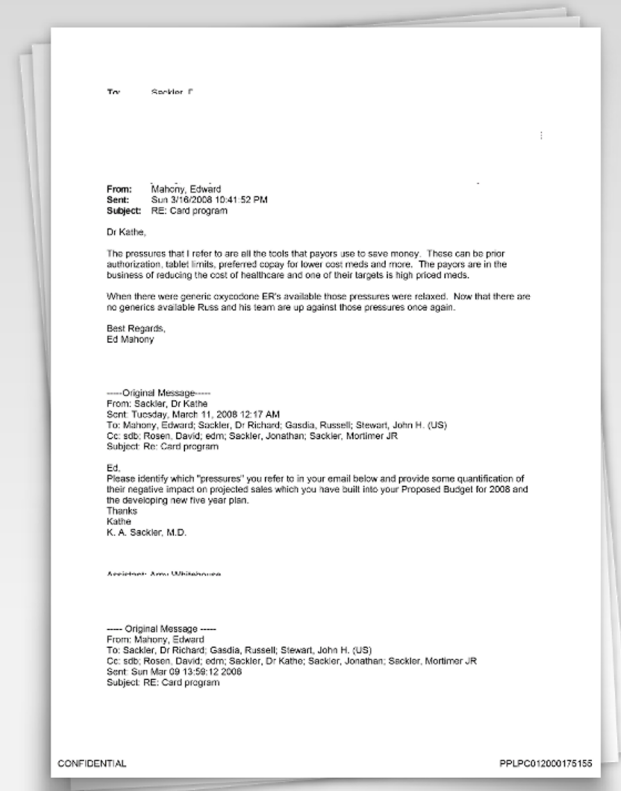 To: Sackler, D
From: Mahony, Edward
Sent: Sun 3/16/2008 10:41:52 PM
Subject: RE: Card program
Dr Kathe,
The pressures that I refer to are all the tools that payors use to save money. These can be prior
authorization, tablet limits, preferred copay for lower cost meds and more. The payors are in the
business of reducing the cost of healthcare and one of their targets is high priced meds.
When there were generic oxycodone ER's available those pressures were relaxed. Now that there are
no generics available Russ and his team are up against those pressures once again.
Best Regards,
Ed Mahony
-----Original Message-----
From: Sackler, Dr Kathe
Sent: Tuesday, March 11, 2008 12:17 AM
To: Mahony, Edward; Sackler, Dr Richard; Gasdia, Russell; Stewart, John H. (US)
Cc: sdb; Rosen, David; edm; Sackler, Jonathan; Sackler, Mortimer JR
Subject: Re: Card program
Ed,
Please identify which "pressures" you refer to in your email below and provide some quantification of
their negative impact on projected sales which you have built into your Proposed Budget for 2008 and
the developing new five year plan.
Thanks
Kathe
K. A. Sackler, M.D.
Assistant: Amy Whitehouse
----- Original Message -----
From: Mahony, Edward
To: Sackler, Dr Richard; Gasdia, Russell; Stewart, John H. (US)
Cc: sdb; Rosen, David; edm; Sackler, Dr Kathe; Sackler, Jonathan; Sackler, Mortimer JR
Sent: Sun Mar 09 13:59:12 2008
Subject: RE: Card program
CONFIDENTIAL
PPLPC012000175155